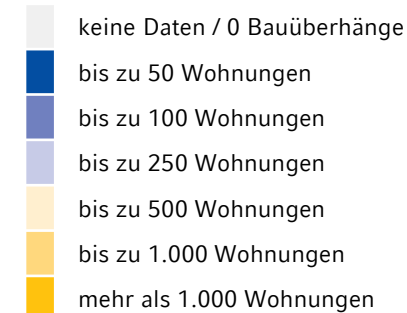 keine Daten / 0 Bauüberhänge
bis zu 50 Wohnungen
bis zu 100 Wohnungen
bis zu 250 Wohnungen
bis zu 500 Wohnungen
bis zu 1.000 Wohnungen
mehr als 1.000 Wohnungen